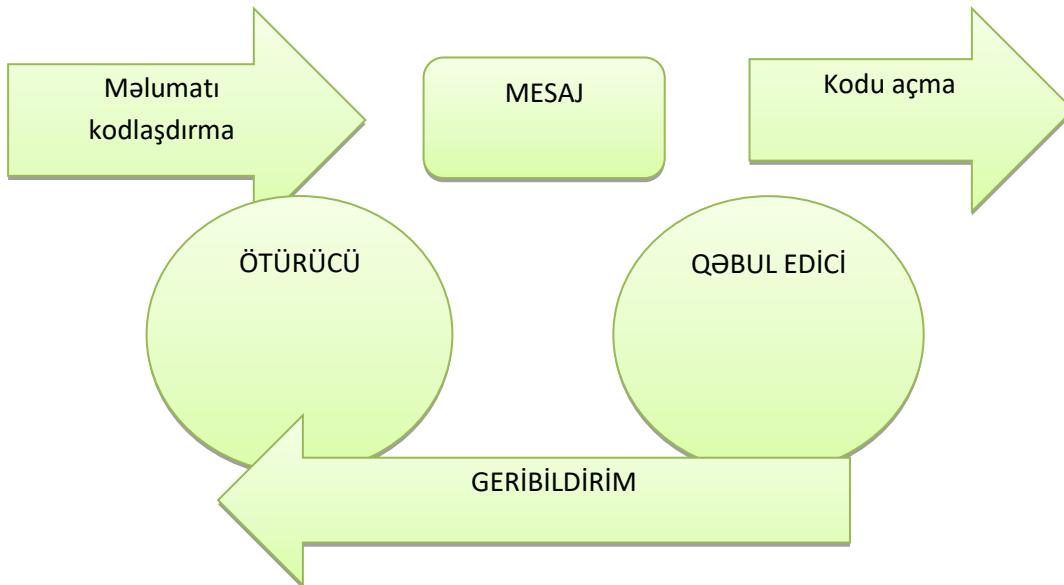 Məlumatı
kodlaşdırma
MESAJ
Kodu açma
ÖTÜRÜCÜ
QƏBUL EDİCİ
GERİBİLDİRİM